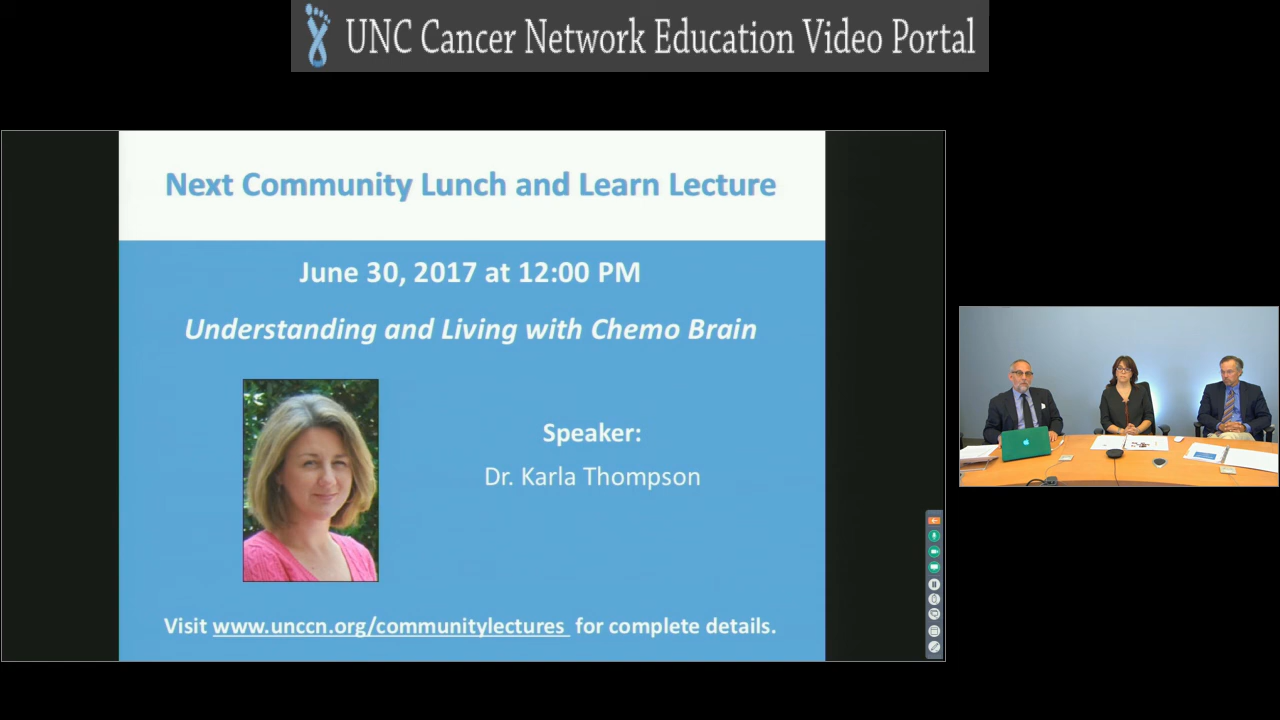 UNC Cancer Network Education Video Portal
Next Community Lunch and Learn Lecture
June 30, 2017 at 12:00 PM
Understanding and Living with Chemo Brain
Speaker:
Dr. Karla Thompson
Visit www.unccn.org/communitylectures for complete details.